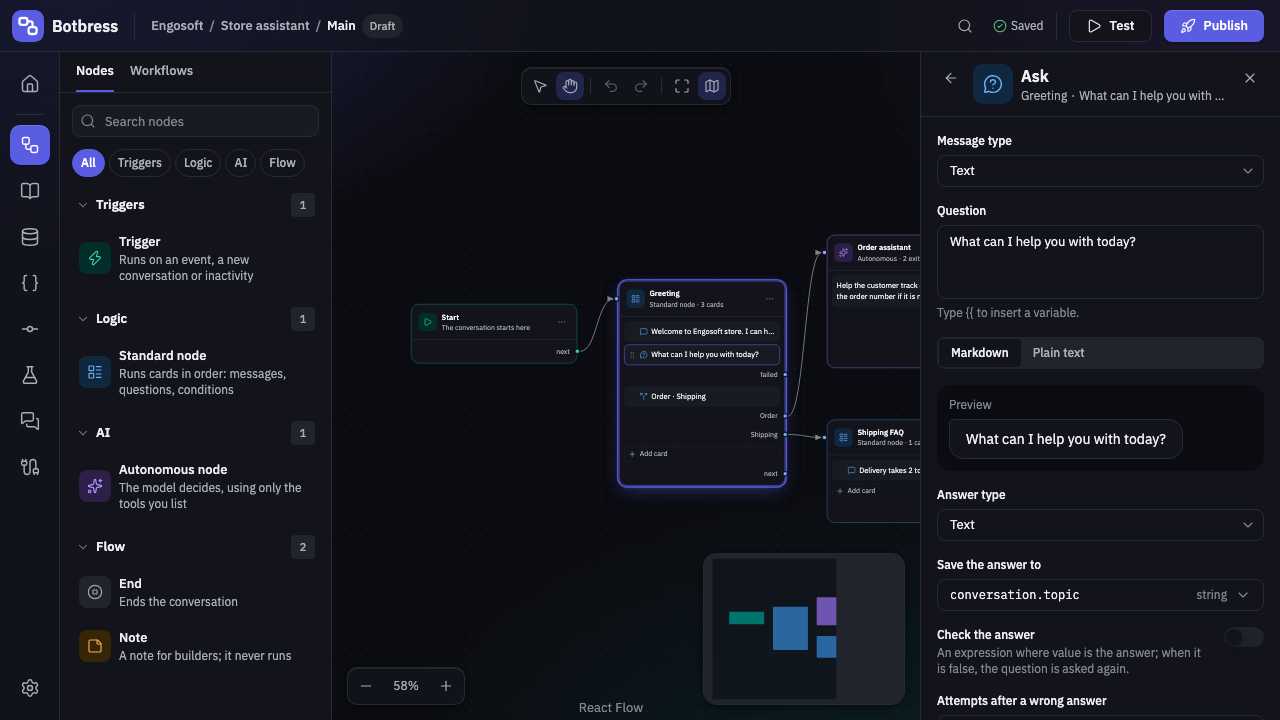 Botbress
Engosoft / Store assistant / Main Draft
Saved
Test
Publish
Nodes Workflows
Search nodes
All Triggers Logic AI Flow
Triggers 1
Trigger
Runs on an event, a new
conversation or inactivity
Logic 1
Standard node
Runs cards in order: messages,
questions, conditions
AI 1
Autonomous node
The model decides, using only the
tools you list
Flow 2
End
Ends the conversation
Note
A note for builders; it never runs
Start
The conversation starts here
next
Greeting
Standard node · 3 cards
Welcome to Engosoft store. I can h...
What can I help you with today?
failed
Order · Shipping
Order
Shipping
Add card
next
Order assistant
Autonomous · 2 exit
Help the customer track
the order number if it is r
Shipping FAQ
Standard node · 1 ca
Delivery takes 2 to
Add card
58%
React Flow
Ask
Greeting · What can I help you with ...
Message type
Text
Question
What can I help you with today?
Type {{ to insert a variable.
Markdown Plain text
Preview
What can I help you with today?
Answer type
Text
Save the answer to
conversation.topic string
Check the answer
An expression where value is the answer; when it
is false, the question is asked again.
Attempts after a wrong answer